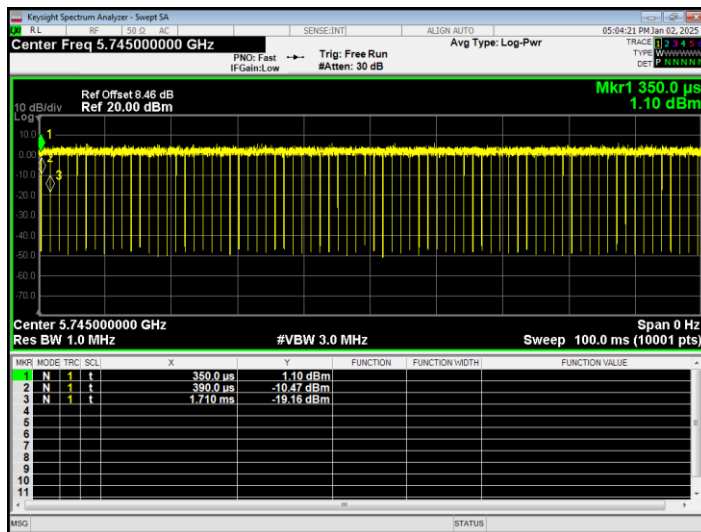 Keysight Spectrum Analyzer - Swept SA
RL RF 50 Ω AC SENSE:INT ALIGN AUTO 05:04:21 PM Jan 02, 2025
Center Freq 5.745000000 GHz Avg Type: Log-Pwr TRACE 1 2 3 4 5 6
PNO: Fast Trig: Free Run TYPE W
IFGain:Low #Atten: 30 dB DET P N N N N N
Mkr1 350.0 µs
Ref Offset 8.46 dB
10 dB/div Ref 20.00 dBm 1.10 dBm
Log
10.0
0.00
-10.0
-20.0
-30.0
-40.0
-50.0
-60.0
-70.0
1
2
3
Center 5.745000000 GHz Span 0 Hz
Res BW 1.0 MHz #VBW 3.0 MHz Sweep 100.0 ms (10001 pts)
MKR MODE TRC SCL X Y FUNCTION FUNCTION WIDTH FUNCTION VALUE
1 N 1 t 350.0 µs 1.10 dBm
2 N 1 t 390.0 µs -10.47 dBm
3 N 1 t 1.710 ms -19.16 dBm
4
5
6
7
8
9
10
11
MSG STATUS